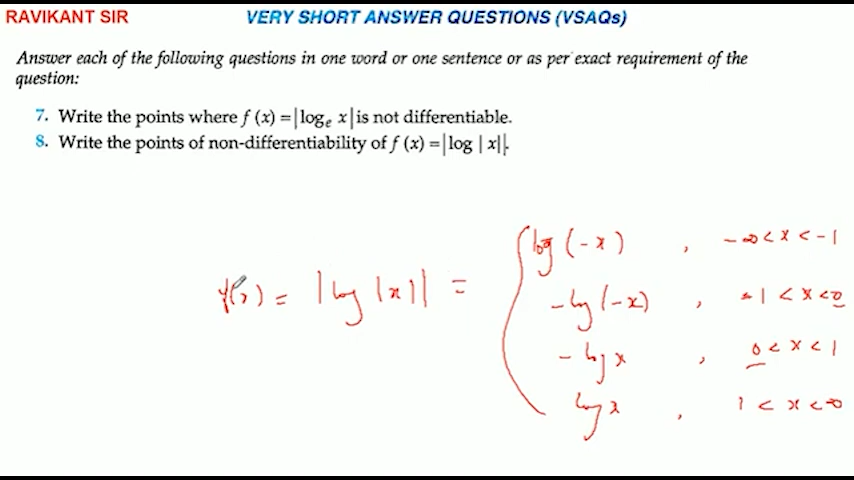 RAVIKANT SIR
VERY SHORT ANSWER QUESTIONS (VSAQs)
Answer each of the following questions in one word or one sentence or as per exact requirement of the
question:
7. Write the points where f (x) = |logₑ x| is not differentiable.
8. Write the points of non-differentiability of f (x) = |log | x||.
log (-x) , -∞ < x < -1
f(x) = |log |x|| = -log (-x) , -1 < x < 0
-log x , 0 < x < 1
log x , 1 < x < ∞